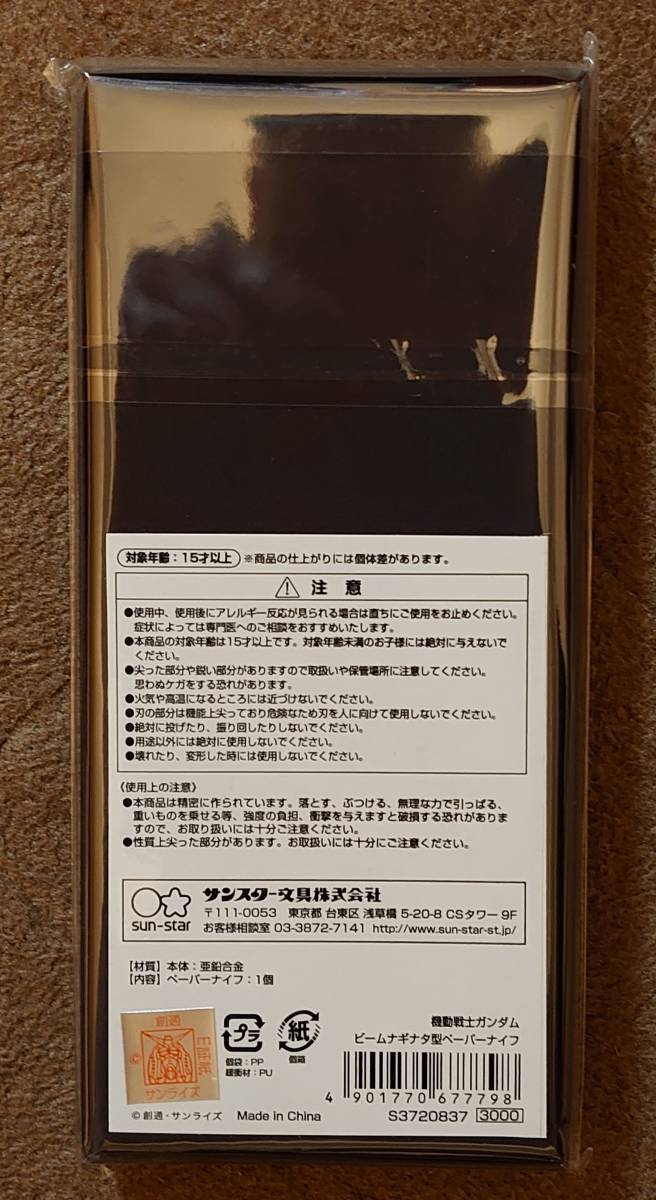 対象年齢：15才以上 ※商品の仕上がりには個体差があります。
⚠ 注 意
●使用中、使用後にアレルギー反応が見られる場合は直ちにご使用をお止めください。
症状によっては専門医へのご相談をおすすめいたします。
●本商品の対象年齢は15才以上です。対象年齢未満のお子様には絶対に与えないで
ください。
●尖った部分や鋭い部分がありますので取扱いや保管場所に注意してください。
思わぬケガをする恐れがあります。
●火気や高温になるところには近づけないでください。
●刃の部分は機能上尖っており危険なため刃を人に向けて使用しないでください。
●絶対に投げたり、振り回したりしないでください。
●用途以外には絶対に使用しないでください。
●壊れたり、変形した時には使用しないでください。
〈使用上の注意〉
●本商品は精密に作られています。落とす、ぶつける、無理な力で引っぱる、
重いものを乗せる等、強度の負担、衝撃を与えますと破損する恐れがありま
すので、お取り扱いには十分ご注意ください。
●性質上尖った部分があります。お取扱いには十分にご注意ください。
sun-star
サンスター文具株式会社
〒111-0053 東京都 台東区 浅草橋 5-20-8 CSタワー 9F
お客様相談室 03-3872-7141 http://www.sun-star-st.jp/
【材質】本体：亜鉛合金
【内容】ペーパーナイフ：1個
創通
©
証紙
サンライズ
プラ
個袋：PP
緩衝材：PU
紙
個箱
機動戦士ガンダム
ビームナギナタ型ペーパーナイフ
4 901770 677798
©創通・サンライズ Made in China
S3720837 3000